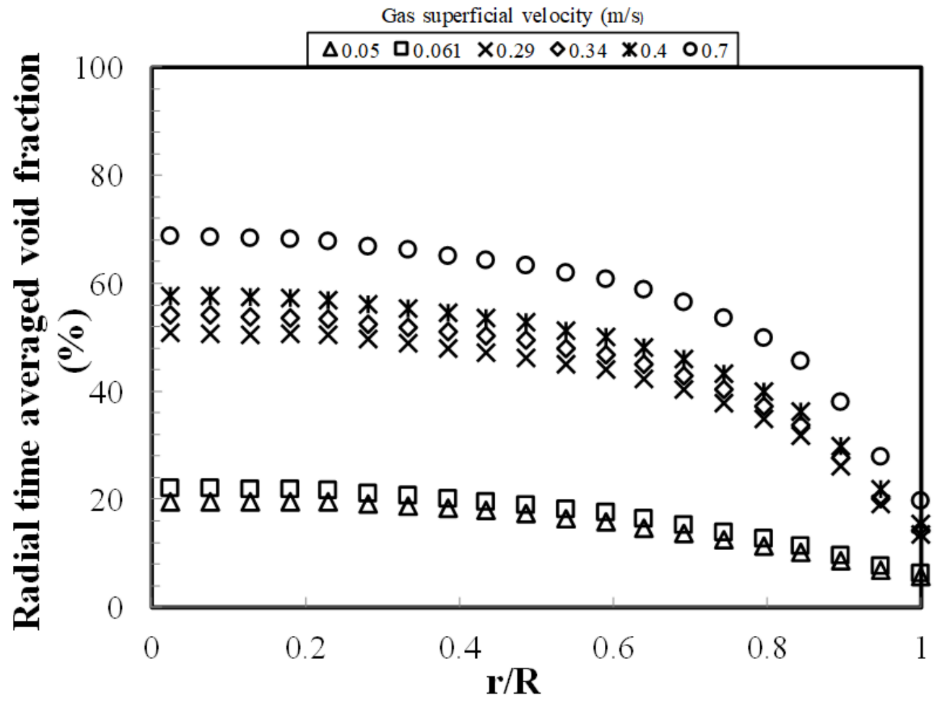 Gas superficial velocity (m/s)
0.05 0.061 0.29 0.34 0.4 0.7
Radial time averaged void fraction
(%)
100
80
60
40
20
0
0 0.2 0.4 0.6 0.8 1
r/R